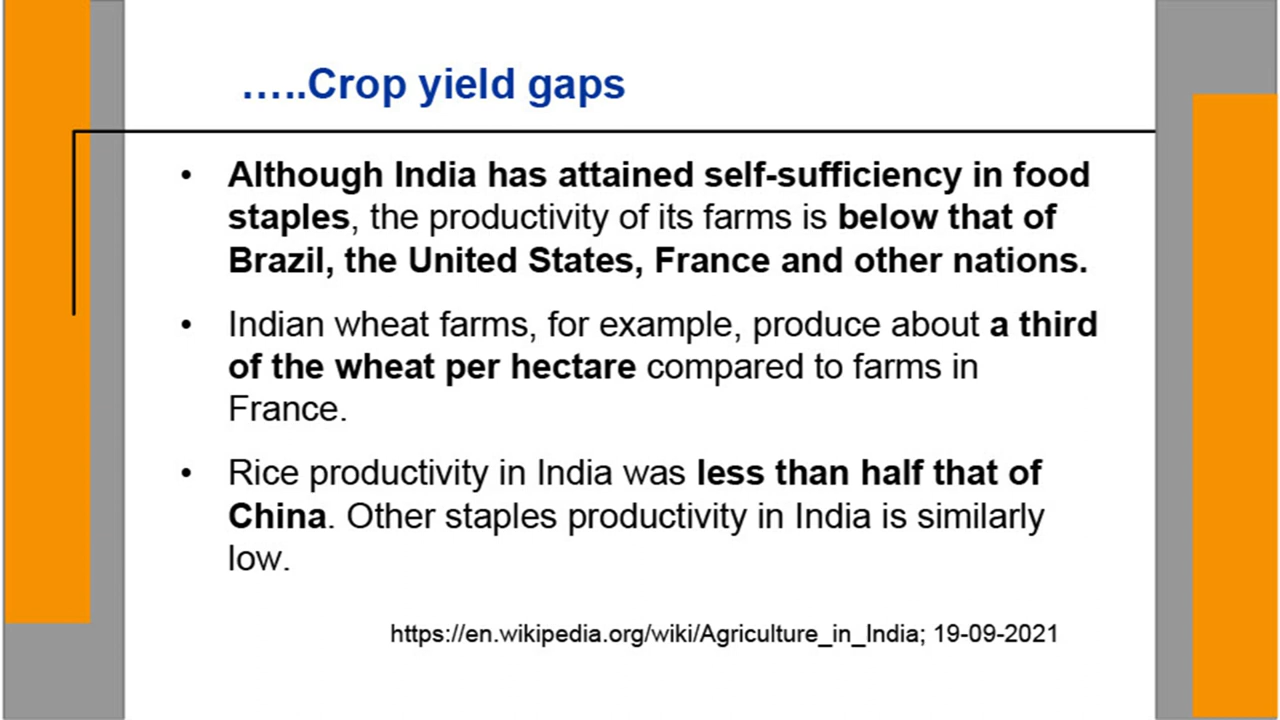 .....Crop yield gaps
• Although India has attained self-sufficiency in food
staples, the productivity of its farms is below that of
Brazil, the United States, France and other nations.
• Indian wheat farms, for example, produce about a third
of the wheat per hectare compared to farms in
France.
• Rice productivity in India was less than half that of
China. Other staples productivity in India is similarly
low.
https://en.wikipedia.org/wiki/Agriculture_in_India; 19-09-2021